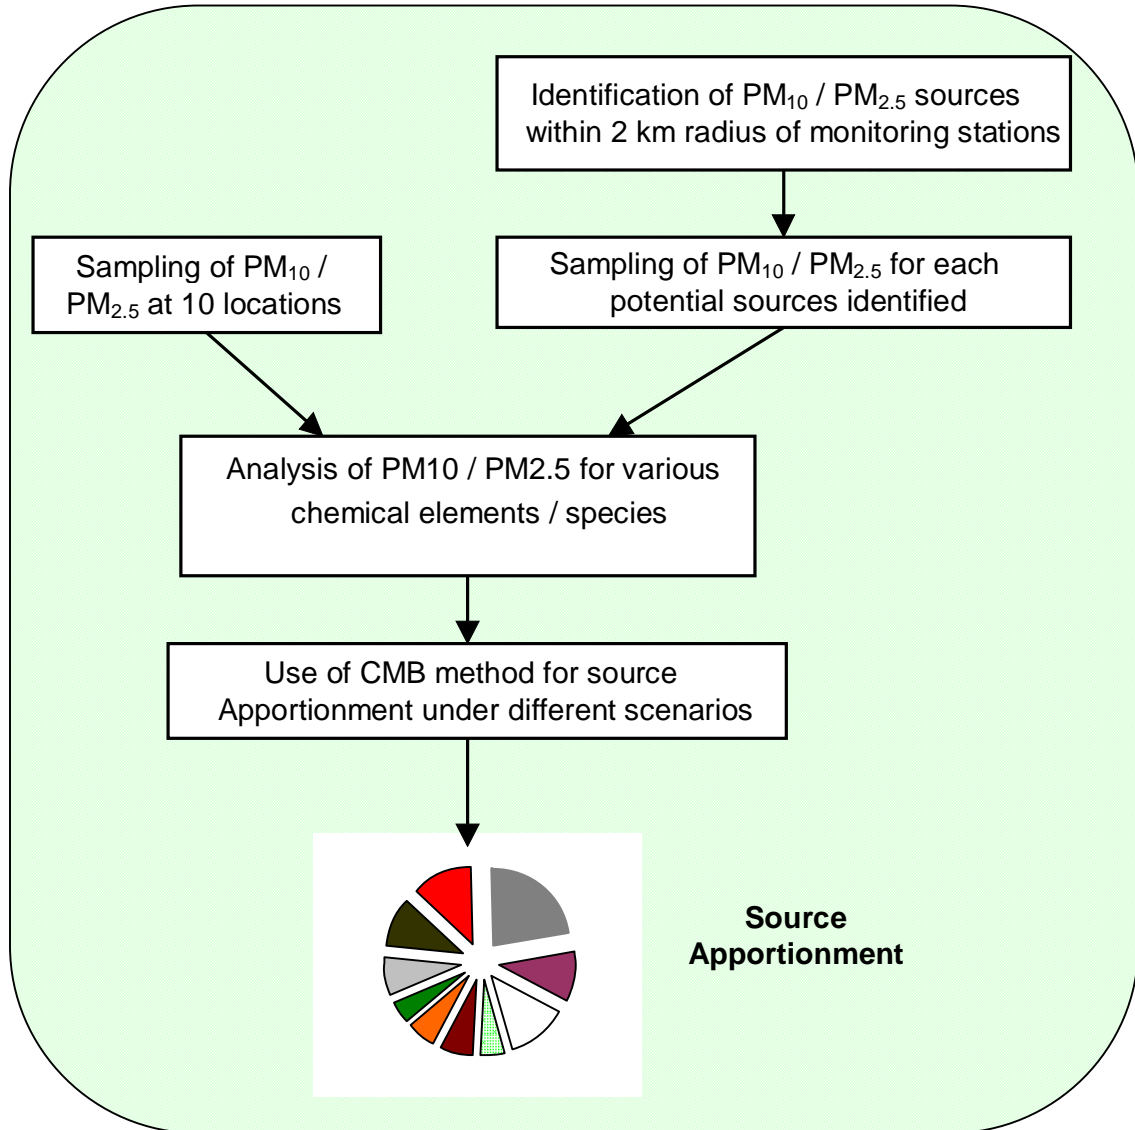 Identification of PM₁₀ / PM₂.₅ sources
within 2 km radius of monitoring stations
Sampling of PM₁₀ /
PM₂.₅ at 10 locations
Sampling of PM₁₀ / PM₂.₅ for each
potential sources identified
Analysis of PM10 / PM2.5 for various
chemical elements / species
Use of CMB method for source
Apportionment under different scenarios
Source
Apportionment